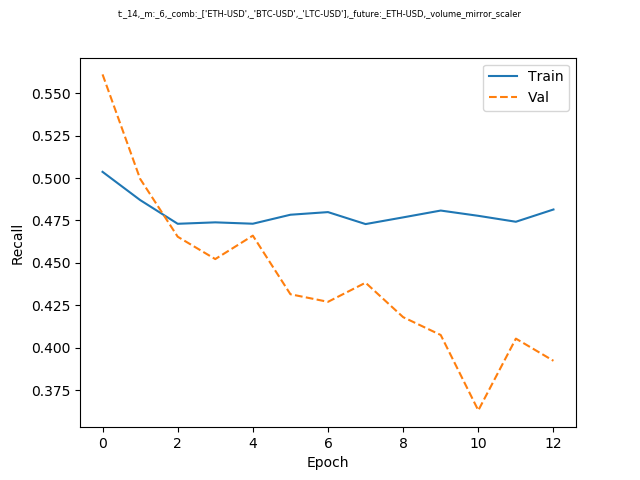 t:_14,_m:_6,_comb:_['ETH-USD',_'BTC-USD',_'LTC-USD'],_future:_ETH-USD,_volume_mirror_scaler
Train
Val
0.550
0.525
0.500
0.475
0.450
0.425
0.400
0.375
Recall
0 2 4 6 8 10 12
Epoch